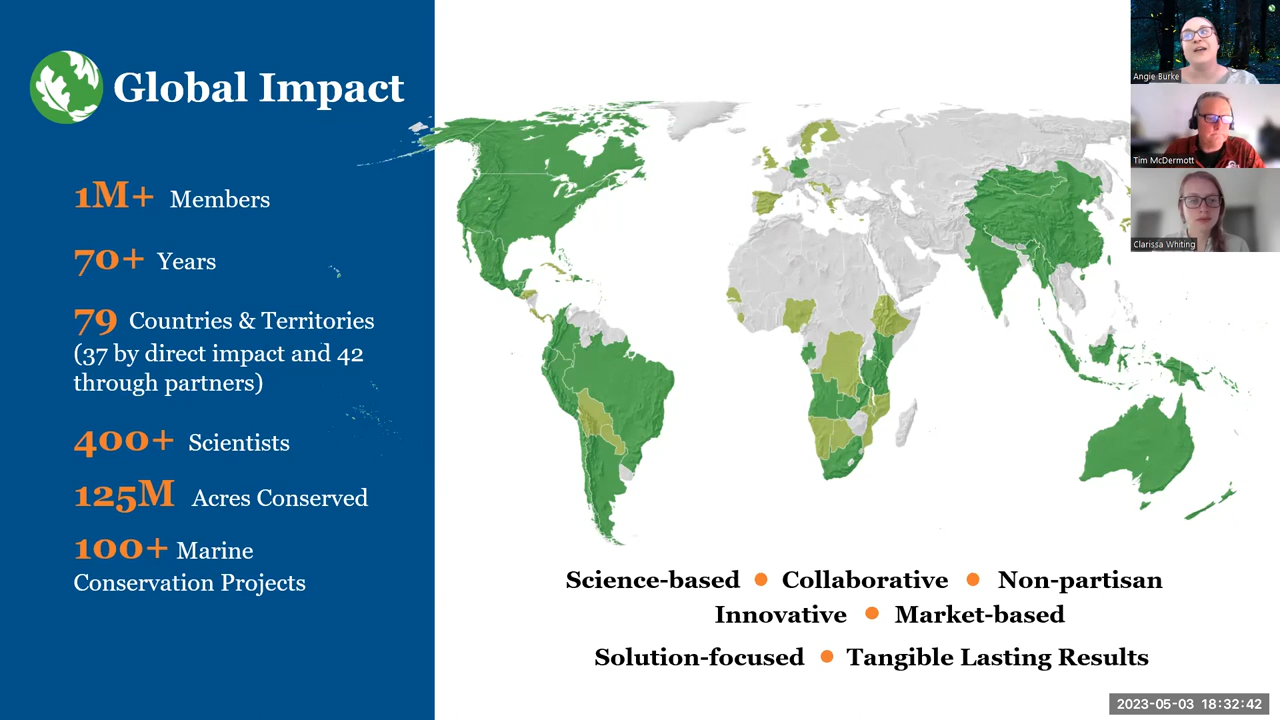 Global Impact
1M+ Members
70+ Years
79 Countries & Territories
(37 by direct impact and 42
through partners)
400+ Scientists
125M Acres Conserved
100+ Marine
Conservation Projects
Science-based • Collaborative • Non-partisan
Innovative • Market-based
Solution-focused • Tangible Lasting Results
Angie Burke
Tim McDermott
Clarissa Whiting
2023-05-03 18:32:42